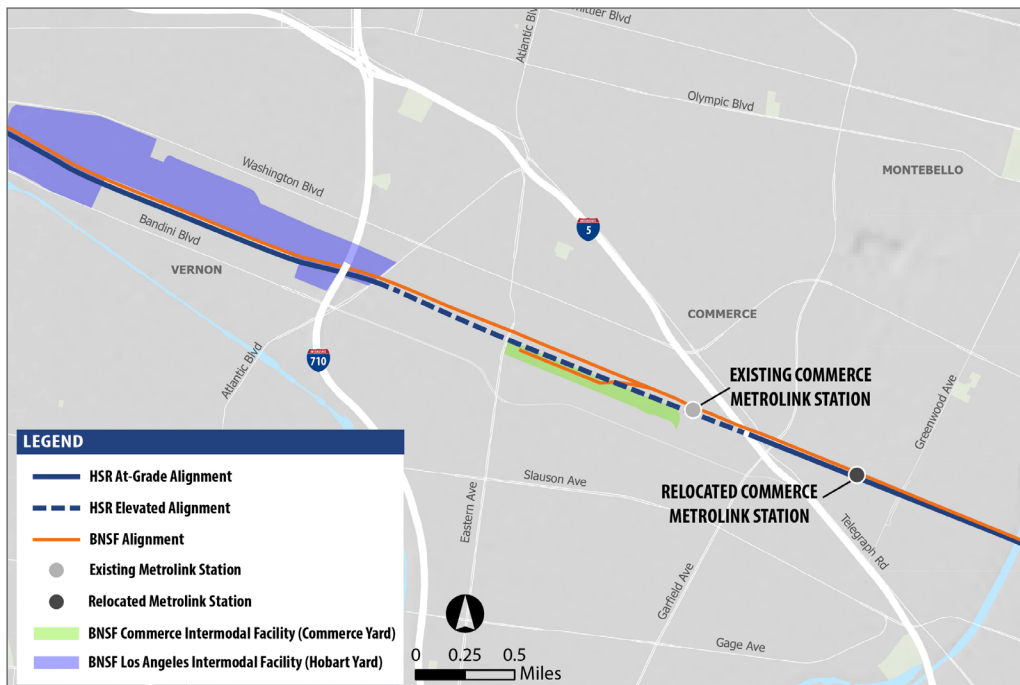 Atlantic Blvd
Whittier Blvd
Olympic Blvd
MONTEBELLO
Washington Blvd
INTERSTATE
5
Bandini Blvd
VERNON
COMMERCE
INTERSTATE
710
Atlantic Blvd
EXISTING COMMERCE
METROLINK STATION
Greenwood Ave
Slauson Ave
RELOCATED COMMERCE
METROLINK STATION
Eastern Ave
Telegraph Rd
Garfield Ave
Gage Ave
LEGEND
HSR At-Grade Alignment
HSR Elevated Alignment
BNSF Alignment
Existing Metrolink Station
Relocated Metrolink Station
BNSF Commerce Intermodal Facility (Commerce Yard)
BNSF Los Angeles Intermodal Facility (Hobart Yard)
0 0.25 0.5
Miles